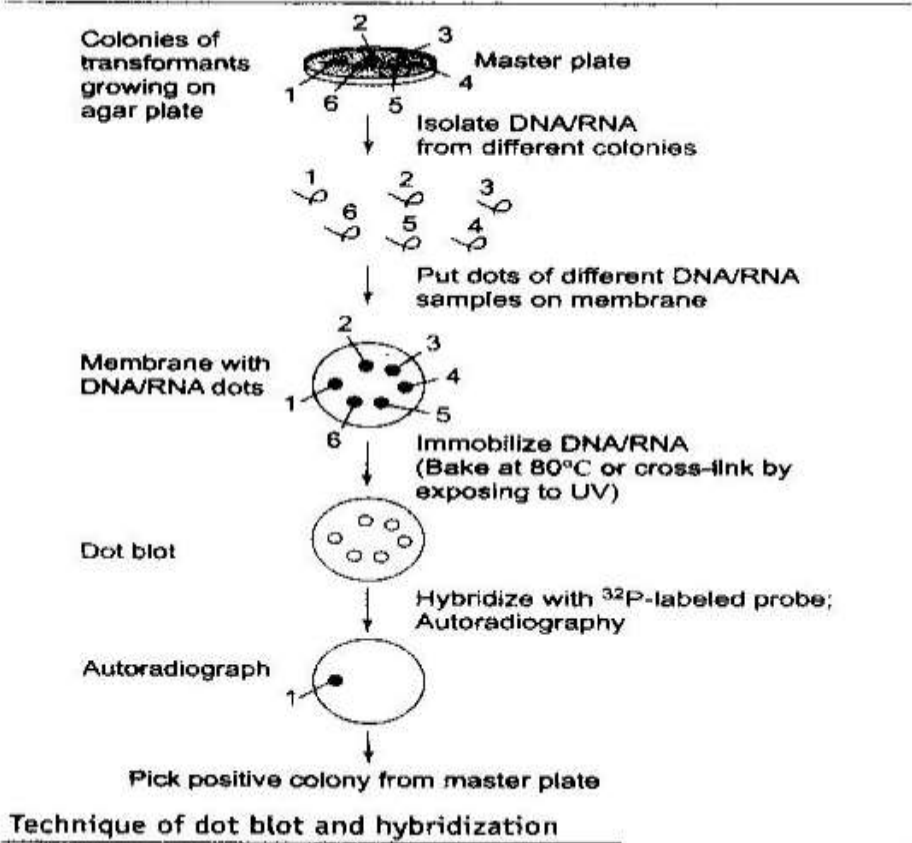 Colonies of
transformants
growing on
agar plate
2
3
Master plate
1
6
5
4
Isolate DNA/RNA
from different colonies
1
2
3
6
5
4
Put dots of different DNA/RNA
samples on membrane
Membrane with
DNA/RNA dots
2
3
4
1
5
6
Immobilize DNA/RNA
(Bake at 80°C or cross-link by
exposing to UV)
Dot blot
Hybridize with ³²P-labeled probe;
Autoradiography
Autoradiograph
1
Pick positive colony from master plate
Technique of dot blot and hybridization